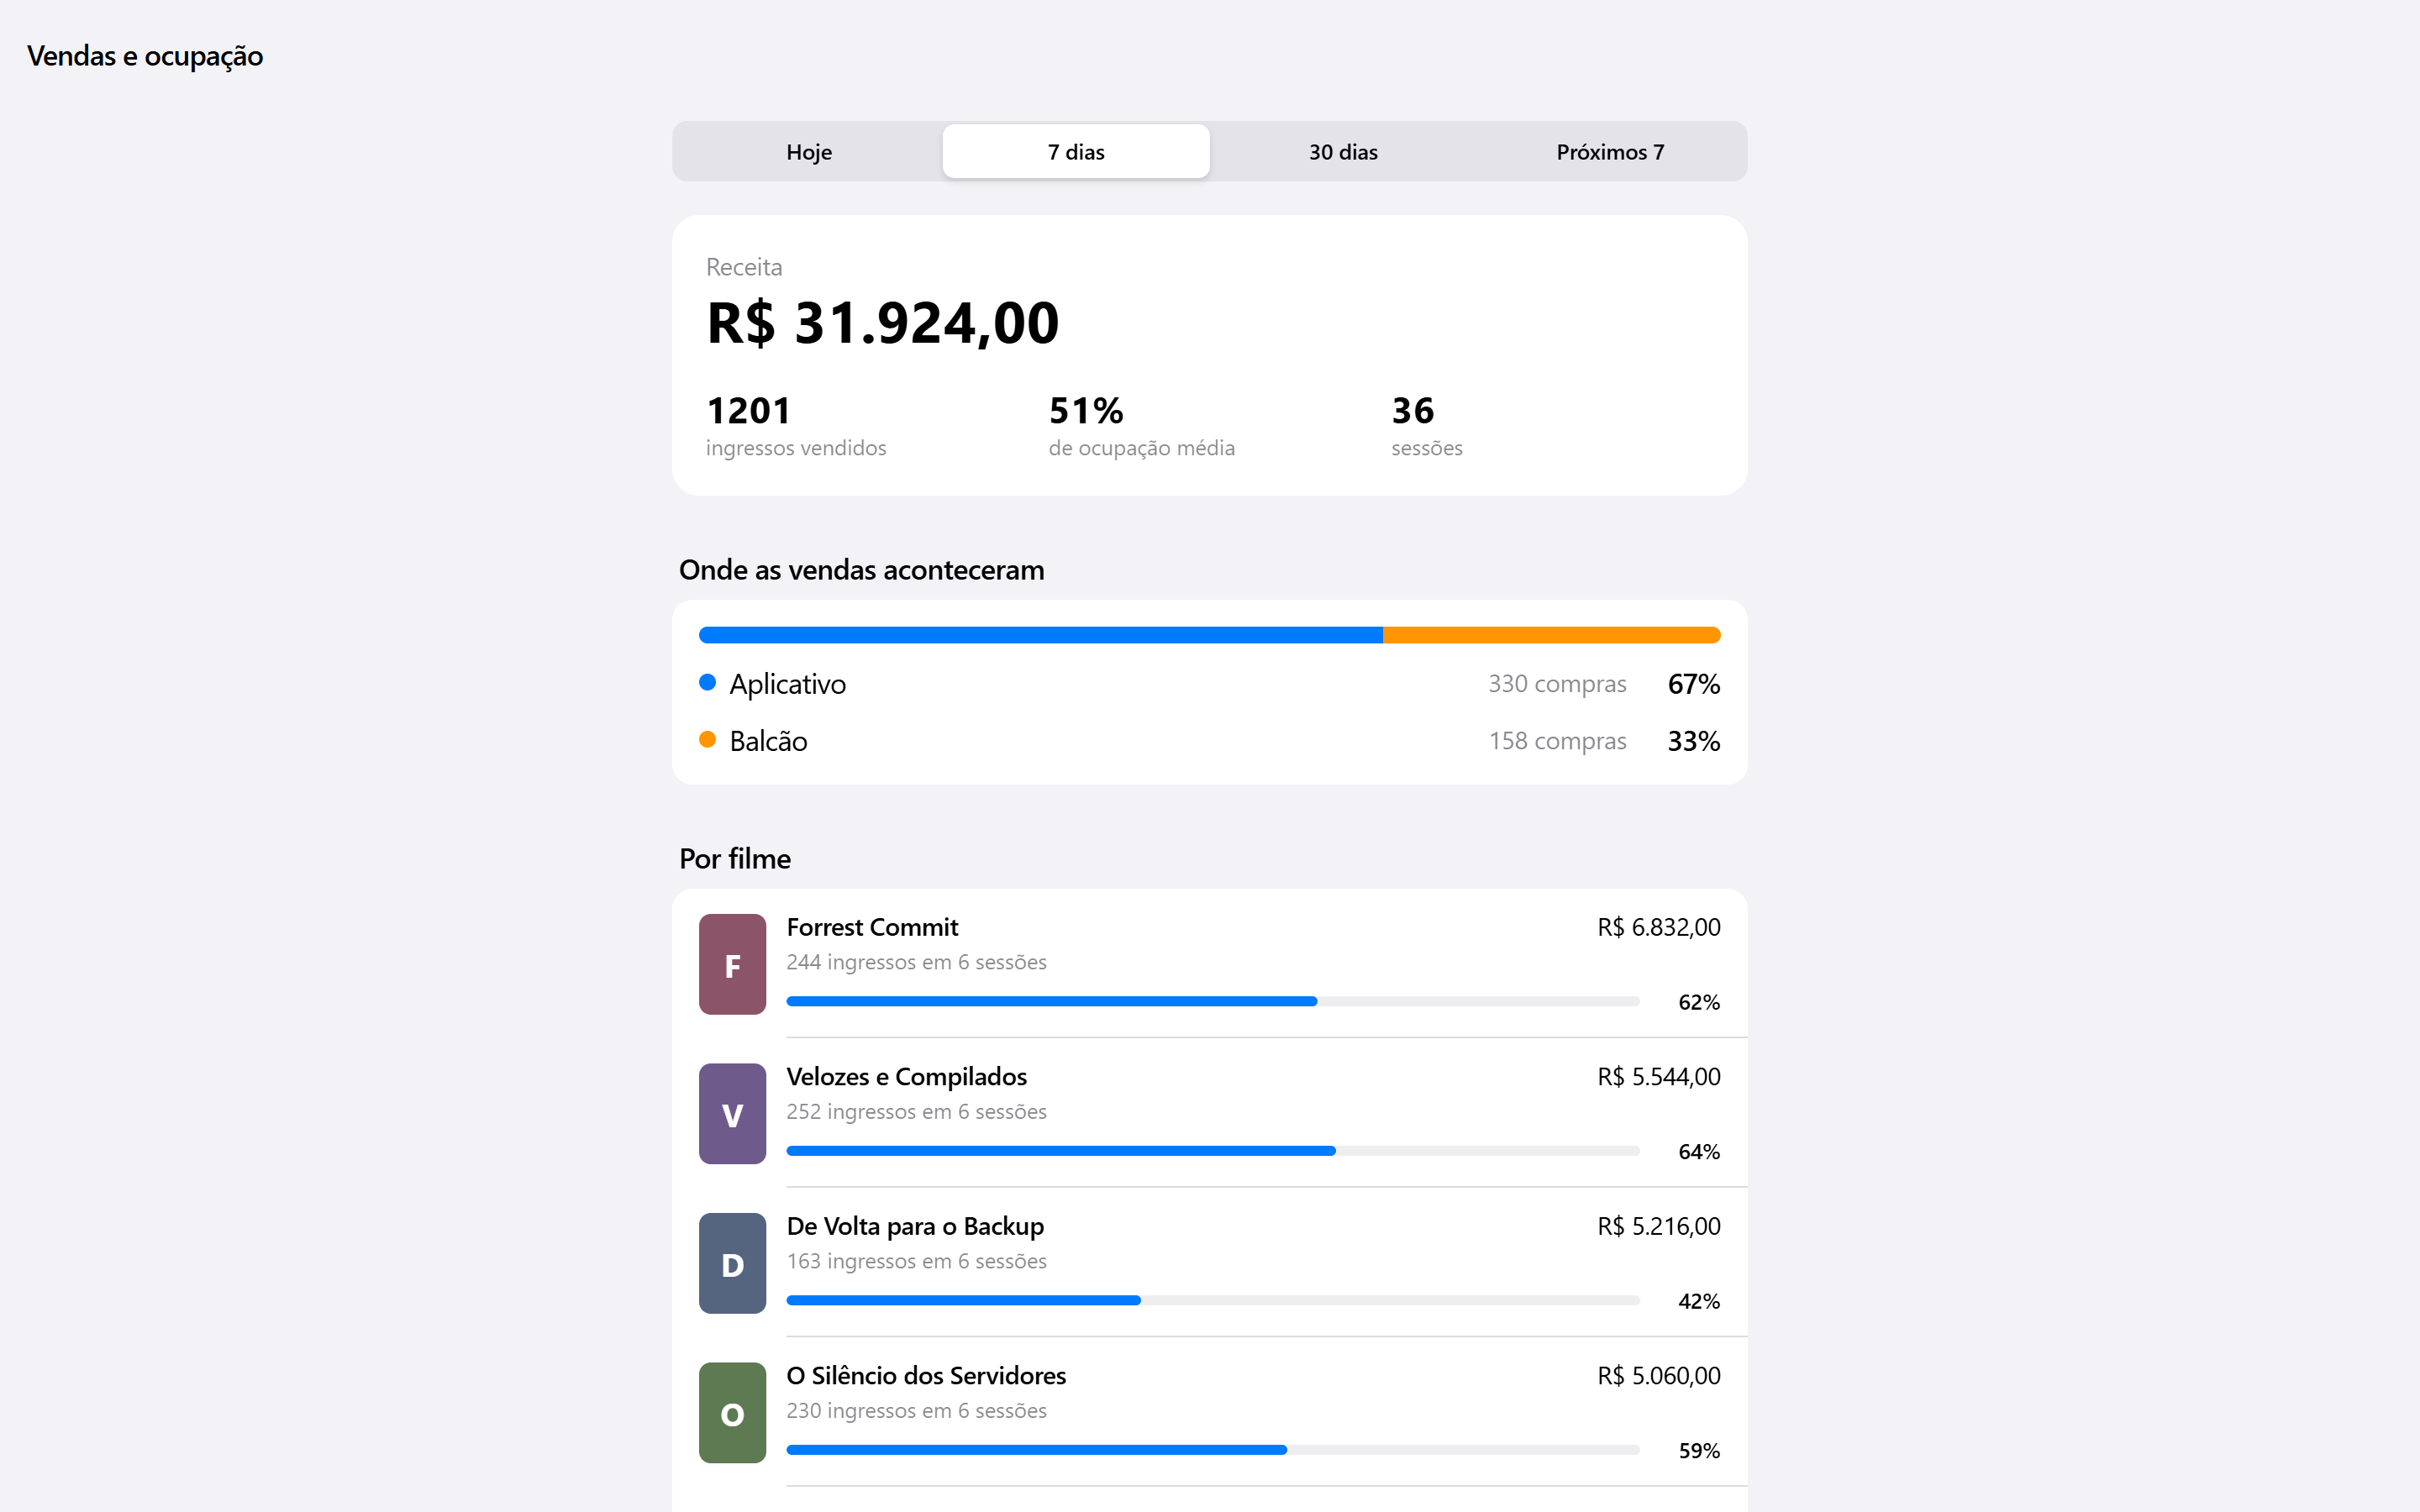 Vendas e ocupação
Hoje
7 dias
30 dias
Próximos 7
Receita
R$ 31.924,00
1201
ingressos vendidos
51%
de ocupação média
36
sessões
Onde as vendas aconteceram
Aplicativo
330 compras
67%
Balcão
158 compras
33%
Por filme
F
Forrest Commit
R$ 6.832,00
244 ingressos em 6 sessões
62%
V
Velozes e Compilados
R$ 5.544,00
252 ingressos em 6 sessões
64%
D
De Volta para o Backup
R$ 5.216,00
163 ingressos em 6 sessões
42%
O
O Silêncio dos Servidores
R$ 5.060,00
230 ingressos em 6 sessões
59%